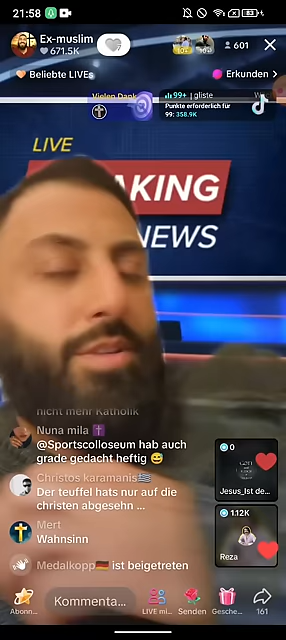 21:58
Ex-muslim
671.5K
601
Beliebte LIVEs
Erkunden
Vielen Dank
99+ | gliste
Punkte erforderlich für
99: 358.9K
LIVE
AKING
NEWS
nicht mehr Katholik
Nuna mila
@Sportscolloseum hab auch
grade gedacht heftig
Christos karamanis
Der teufel hats nur auf die
christen abgesehn ...
Mert
Wahnsinn
Medalkopp ist beigetreten
0
Jesus_Ist de...
1.12K
Reza
Kommenta...
Abonn...
LIVE mi...
Senden
Gesche...
161